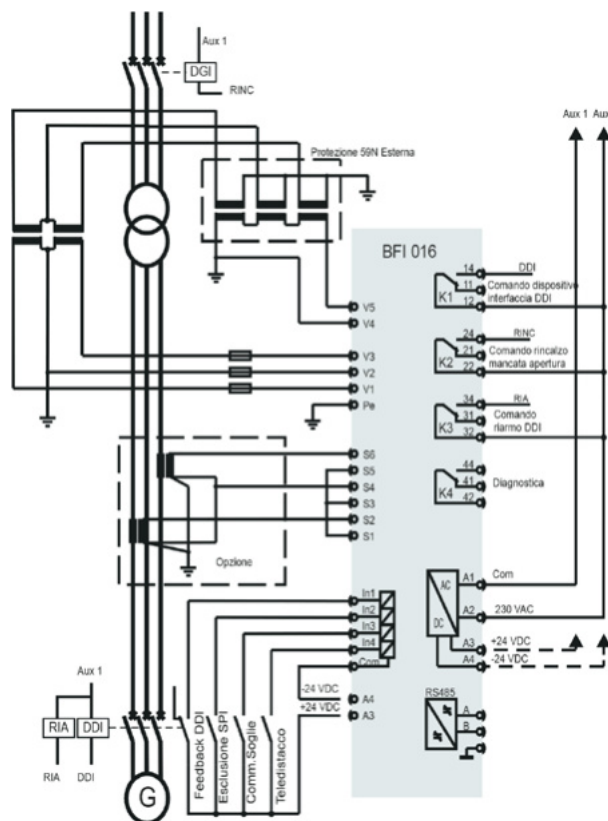 Aux 1
DGI
RINC
Aux 1 Aux
Protezione 59N Esterna
BFI 016
14 DDI
11 Comando dispositivo
K1 12 interfaccia DDI
V5
V4
24 RINC
21 Comando rincalzo
K2 22 mancata apertura
V3
V2
V1
Pe
34 RIA
31 Comando
K3 32 riarmo DDI
S6
S5
S4
S3
S2
S1
44
41 Diagnostica
K4 42
Opzione
In1
In2
In3
In4
Com
AC
DC
A1 Com
A2 230 VAC
A3 +24 VDC
A4 -24 VDC
-24 VDC A4
+24 VDC A3
RS485
A
B
Aux 1
RIA DDI
RIA DDI
Feedback DDI
Esclusione SPI
Comm.Soglie
Teledistacco
G